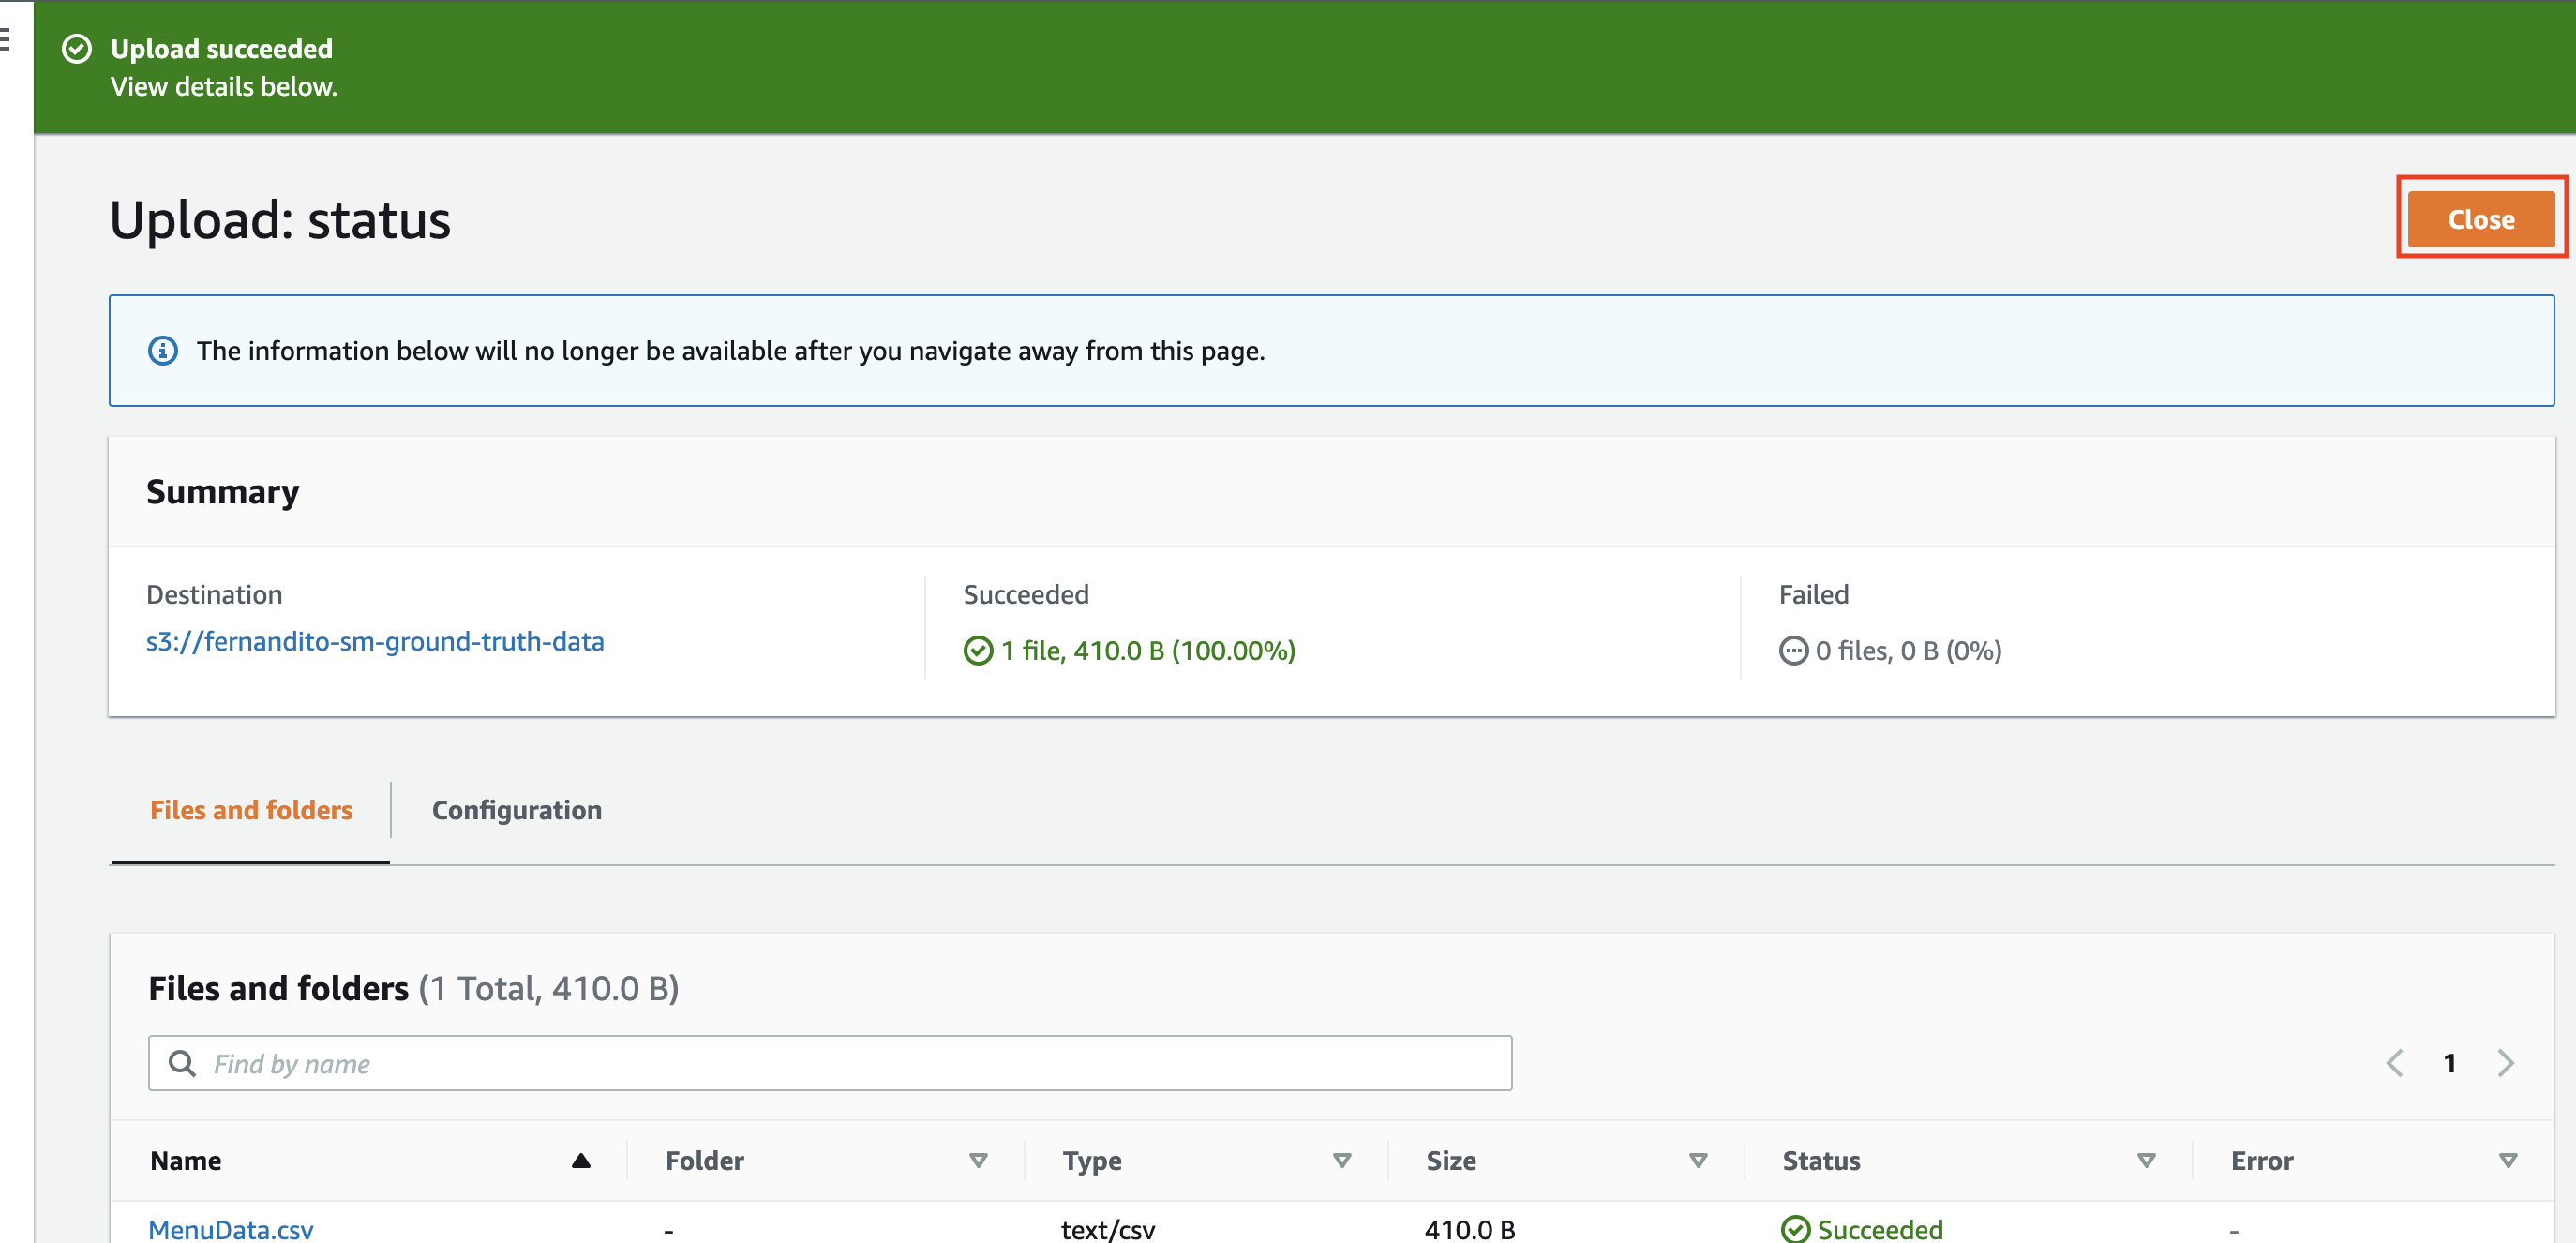 Upload succeeded
View details below.
Upload: status
Close
The information below will no longer be available after you navigate away from this page.
Summary
Destination
s3://fernandito-sm-ground-truth-data
Succeeded
1 file, 410.0 B (100.00%)
Failed
0 files, 0 B (0%)
Files and folders
Configuration
Files and folders (1 Total, 410.0 B)
Find by name
1
Name Folder Type Size Status Error
MenuData.csv - text/csv 410.0 B Succeeded -